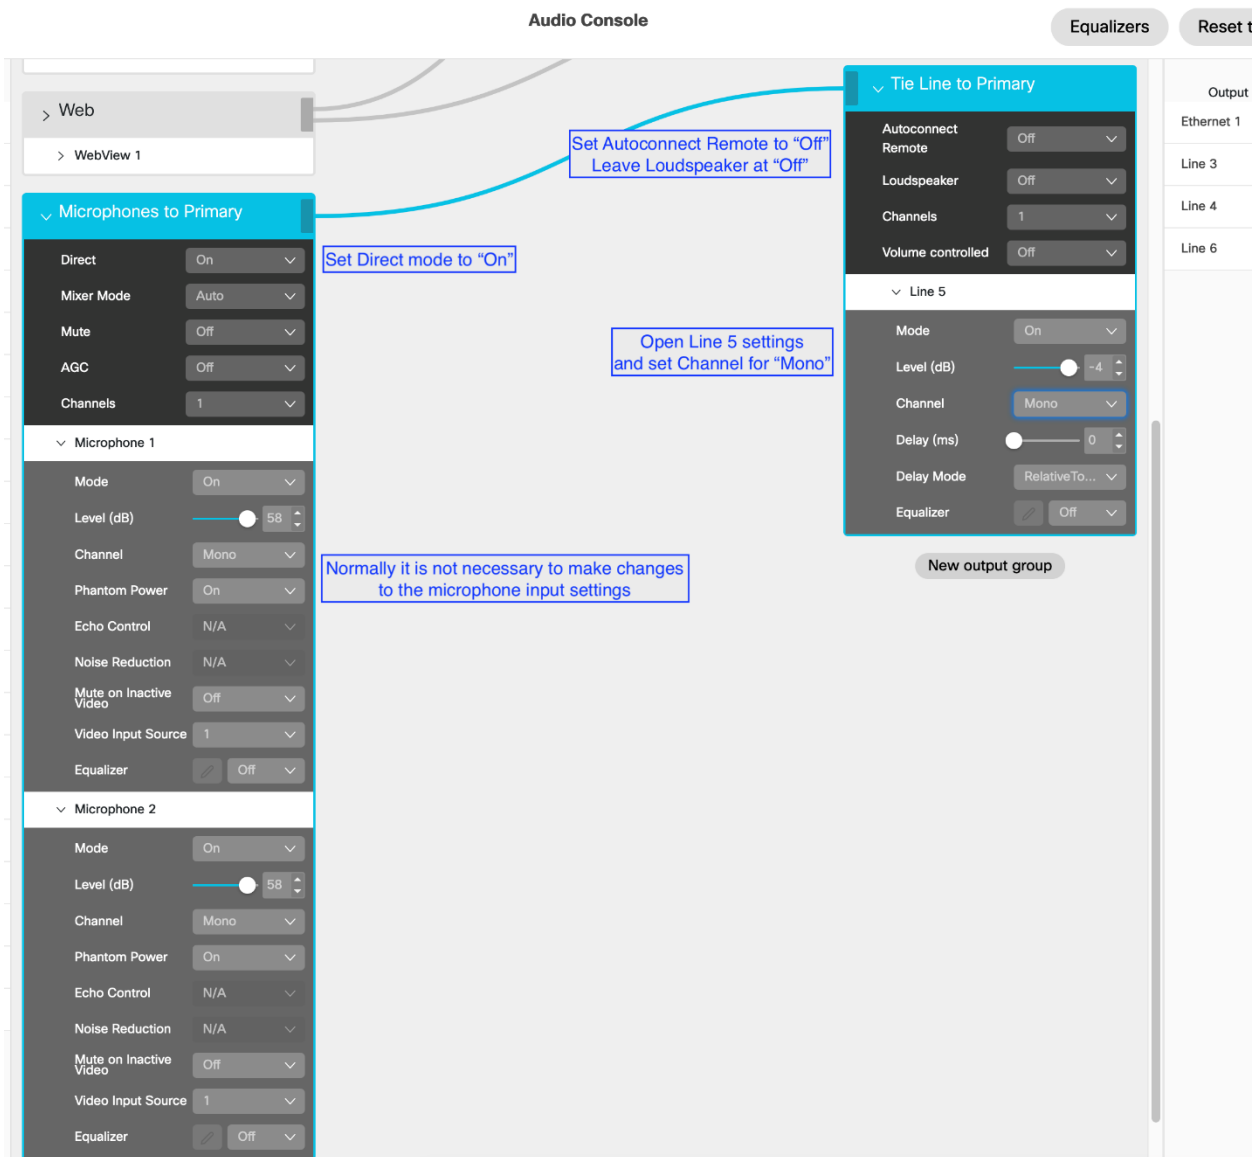 Audio Console
Equalizers
Reset t
Web
WebView 1
Microphones to Primary
Direct
On
Mixer Mode
Auto
Mute
Off
AGC
Off
Channels
1
Microphone 1
Mode
On
Level (dB)
58
Channel
Mono
Phantom Power
On
Echo Control
N/A
Noise Reduction
N/A
Mute on Inactive
Video
Off
Video Input Source
1
Equalizer
Off
Microphone 2
Mode
On
Level (dB)
58
Channel
Mono
Phantom Power
On
Echo Control
N/A
Noise Reduction
N/A
Mute on Inactive
Video
Off
Video Input Source
1
Equalizer
Off
Set Autoconnect Remote to “Off”
Leave Loudspeaker at “Off”
Set Direct mode to “On”
Open Line 5 settings
and set Channel for “Mono”
Normally it is not necessary to make changes
to the microphone input settings
Tie Line to Primary
Autoconnect
Remote
Off
Loudspeaker
Off
Channels
1
Volume controlled
Off
Line 5
Mode
On
Level (dB)
-4
Channel
Mono
Delay (ms)
0
Delay Mode
RelativeTo...
Equalizer
Off
New output group
Output
Ethernet 1
Line 3
Line 4
Line 6